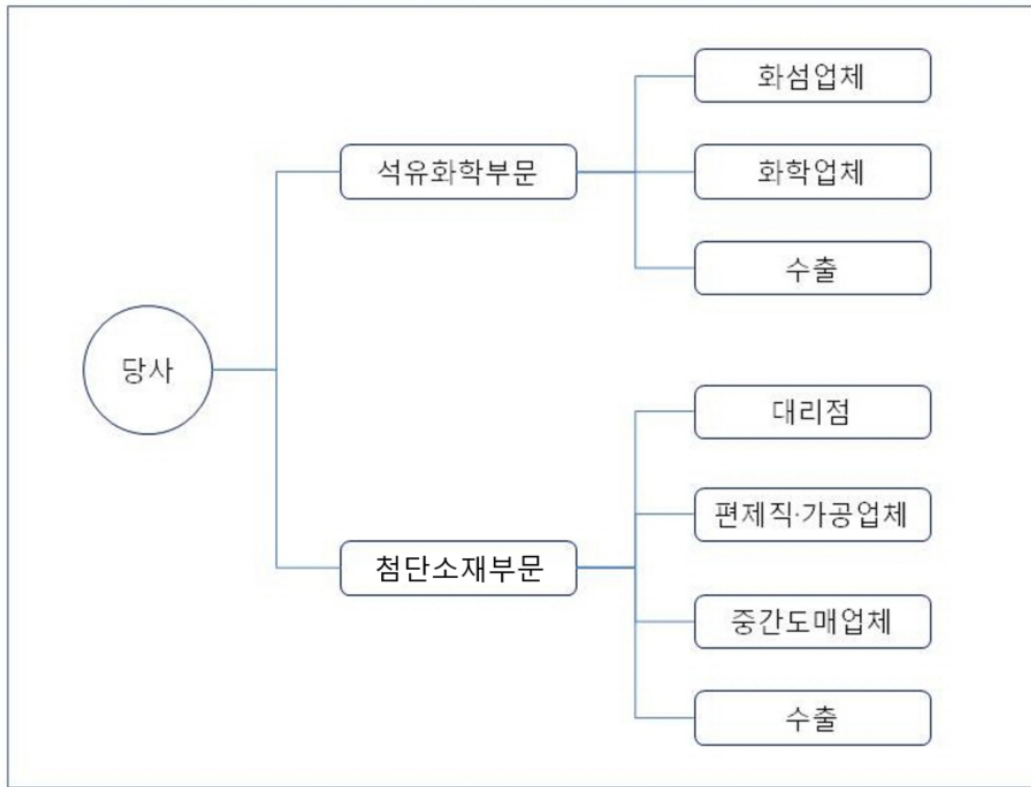 당사
석유화학부문
화섬업체
화학업체
수출
첨단소재부문
대리점
편제직·가공업체
중간도매업체
수출